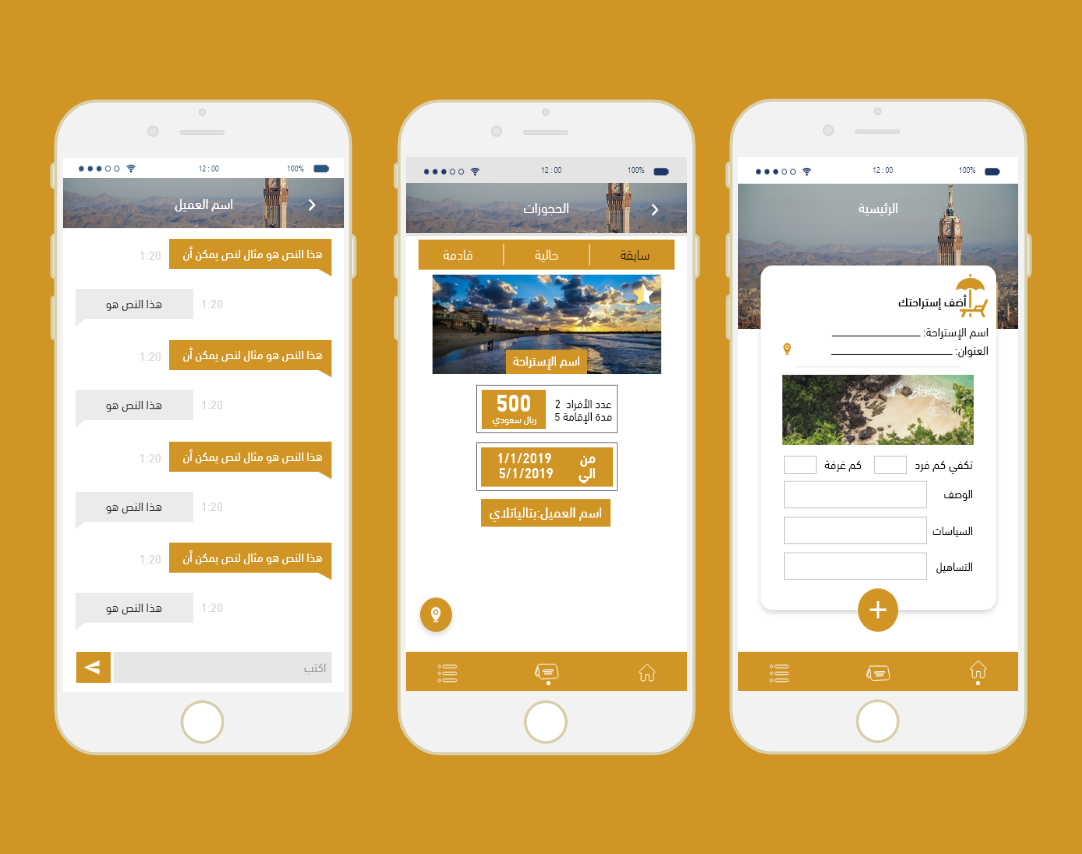 12 : 00
100%
اسم العميل
هذا النص هو مثال لنص يمكن أن
1:20
هذا النص هو
1:20
هذا النص هو مثال لنص يمكن أن
1:20
هذا النص هو
1:20
هذا النص هو مثال لنص يمكن أن
1:20
هذا النص هو
1:20
هذا النص هو مثال لنص يمكن أن
1:20
هذا النص هو
1:20
اكتب
12 : 00
100%
الحجوزات
سابقة
حالية
قادمة
اسم الإستراحة
عدد الأفراد 2
مدة الإقامة 5
500
ريال سعودي
من 1/1/2019
الي 5/1/2019
اسم العميل:بتالياتلاي
12 : 00
100%
الرئيسية
أضف إستراحتك
اسم الإستراحة:
العنوان:
تكفي كم فرد
كم غرفة
الوصف
السياسات
التساهيل